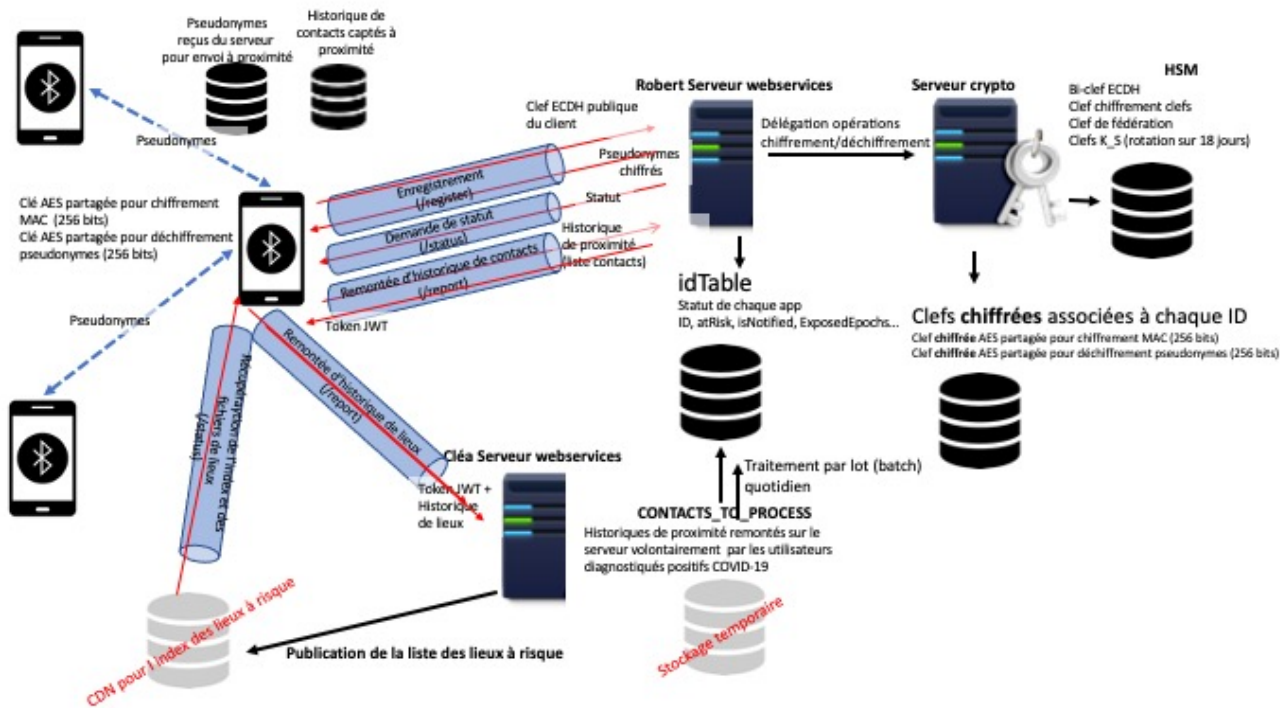 Pseudonymes
reçus du serveur
pour envoi à proximité
Historique de
contacts captés à
proximité
Pseudonymes
Clé AES partagée pour chiffrement
MAC (256 bits)
Clé AES partagée pour déchiffrement
pseudonymes (256 bits)
Pseudonymes
Clef ECDH publique
du client
Pseudonymes
chiffrés
Enregistrement
(/register)
Statut
Demande de statut
(/status)
Historique
de proximité
(liste contacts)
Remontée d'historique de contacts
(/report)
Token JWT
Robert Serveur webservices
Délégation opérations
chiffrement/déchiffrement
Serveur crypto
HSM
Bi-clef ECDH
Clef chiffrement clefs
Clef de fédération
Clefs K_S (rotation sur 18 jours)
idTable
Statut de chaque app
ID, atRisk, isNotified, ExposedEpochs...
Clefs chiffrées associées à chaque ID
Clef chiffrée AES partagée pour chiffrement MAC (256 bits)
Clef chiffrée AES partagée pour déchiffrement pseudonymes (256 bits)
Récupéraytion de l'index et des
fichiers de lieux
(/status)
Remontée d'historique de lieux
(/report)
Cléa Serveur webservices
Token JWT +
Historique
de lieux
Traitement par lot (batch)
quotidien
CONTACTS_TO_PROCESS
Historiques de proximité remontés sur le
serveur volontairement par les utilisateurs
diagnostiqués positifs COVID-19
Stockage temporaire
CDN pour l index des lieux à risque
Publication de la liste des lieux à risque